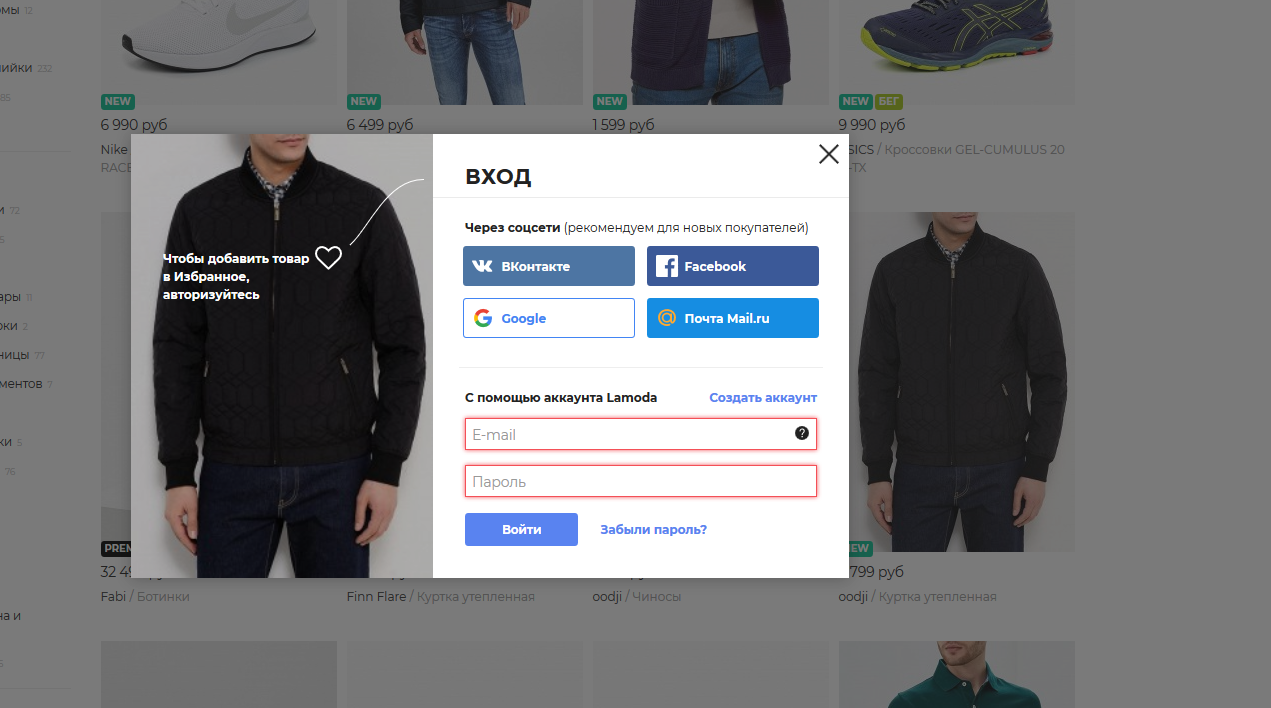 омы 12
лийки 232
85
NEW
NEW
NEW
NEW БЕГ
6 990 руб
6 499 руб
1 599 руб
9 990 руб
Nike
RACE
SICS / Кроссовки GEL-CUMULUS 20
-TX
72
ары 11
оки 2
ницы 77
ментов 7
ки 5
76
на и
Чтобы добавить товар
в Избранное,
авторизуйтесь
ВХОД
Через соцсети (рекомендуем для новых покупателей)
ВКонтакте
Facebook
Google
@ Почта Mail.ru
С помощью аккаунта Lamoda
Создать аккаунт
E-mail ?
Пароль
Войти
Забыли пароль?
PREM
EW
32 49
799 руб
Fabi / Ботинки
Finn Flare / Куртка утепленная
oodji / Чиносы
oodji / Куртка утепленная